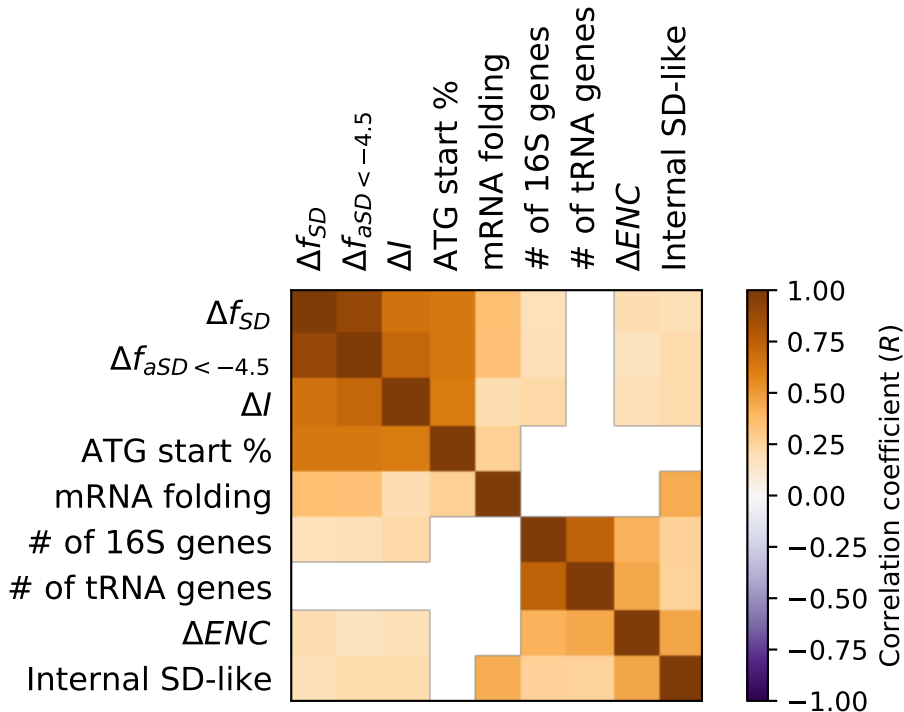 Δf_SD
Δf_aSD < −4.5
ΔI
ATG start %
mRNA folding
# of 16S genes
# of tRNA genes
ΔENC
Internal SD-like
Δf_SD
Δf_aSD < −4.5
ΔI
ATG start %
mRNA folding
# of 16S genes
# of tRNA genes
ΔENC
Internal SD-like
1.00
0.75
0.50
0.25
0.00
−0.25
−0.50
−0.75
−1.00
Correlation coefficient (R)